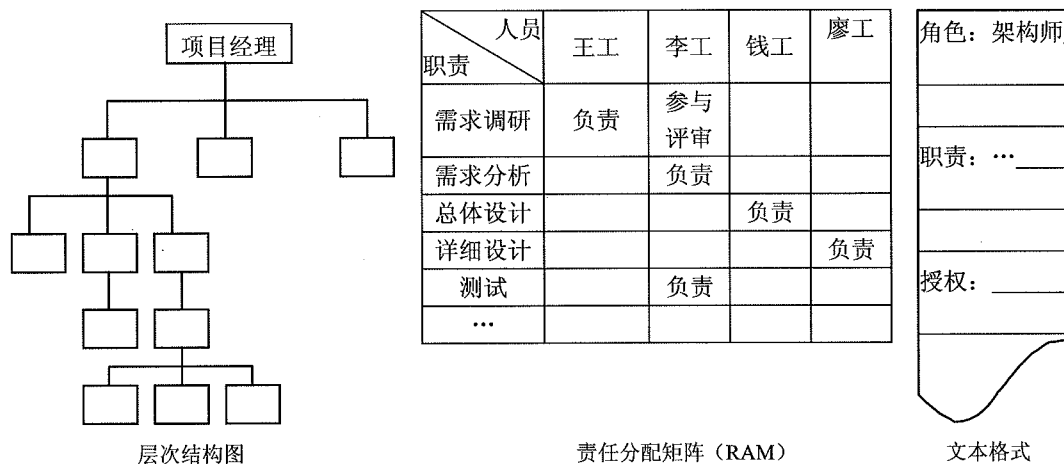 项目经理
层次结构图
人员
职责
王工
李工
钱工
廖工
需求调研
负责
参与
评审
需求分析
负责
总体设计
负责
详细设计
负责
测试
负责
…
责任分配矩阵（RAM）
角色：架构师
职责：…
授权：
文本格式